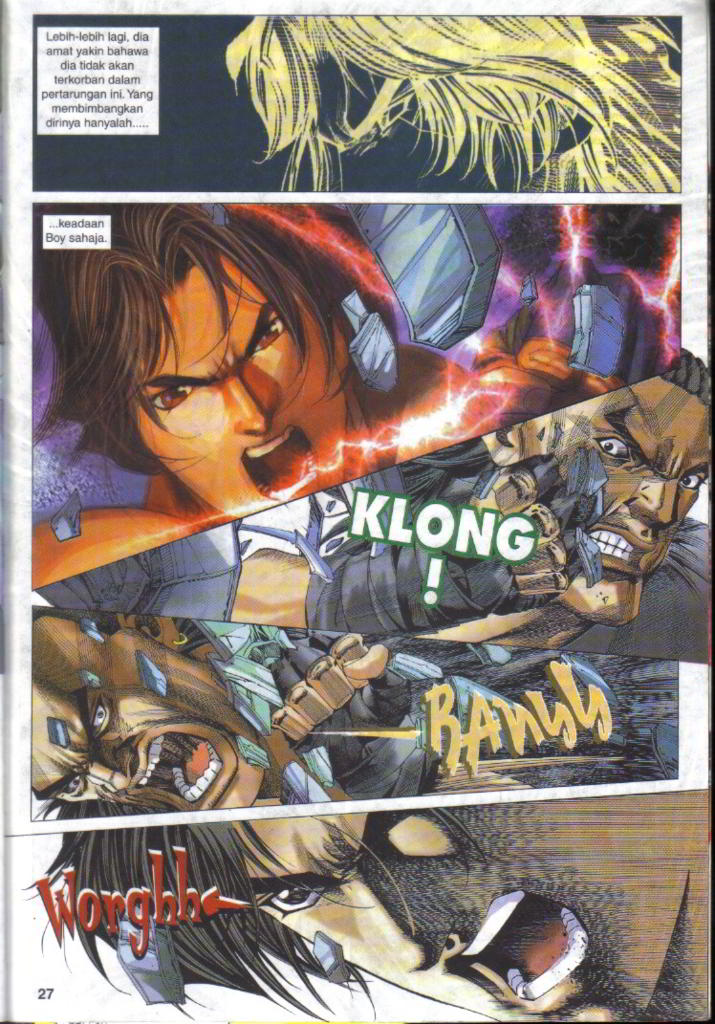 Lebih-lebih lagi, dia
amat yakin bahawa
dia tidak akan
terkorban dalam
pertarungan ini. Yang
membimbangkan
dirinya hanyalah.....
...keadaan
Boy sahaja.
KLONG
!
Worghh
27